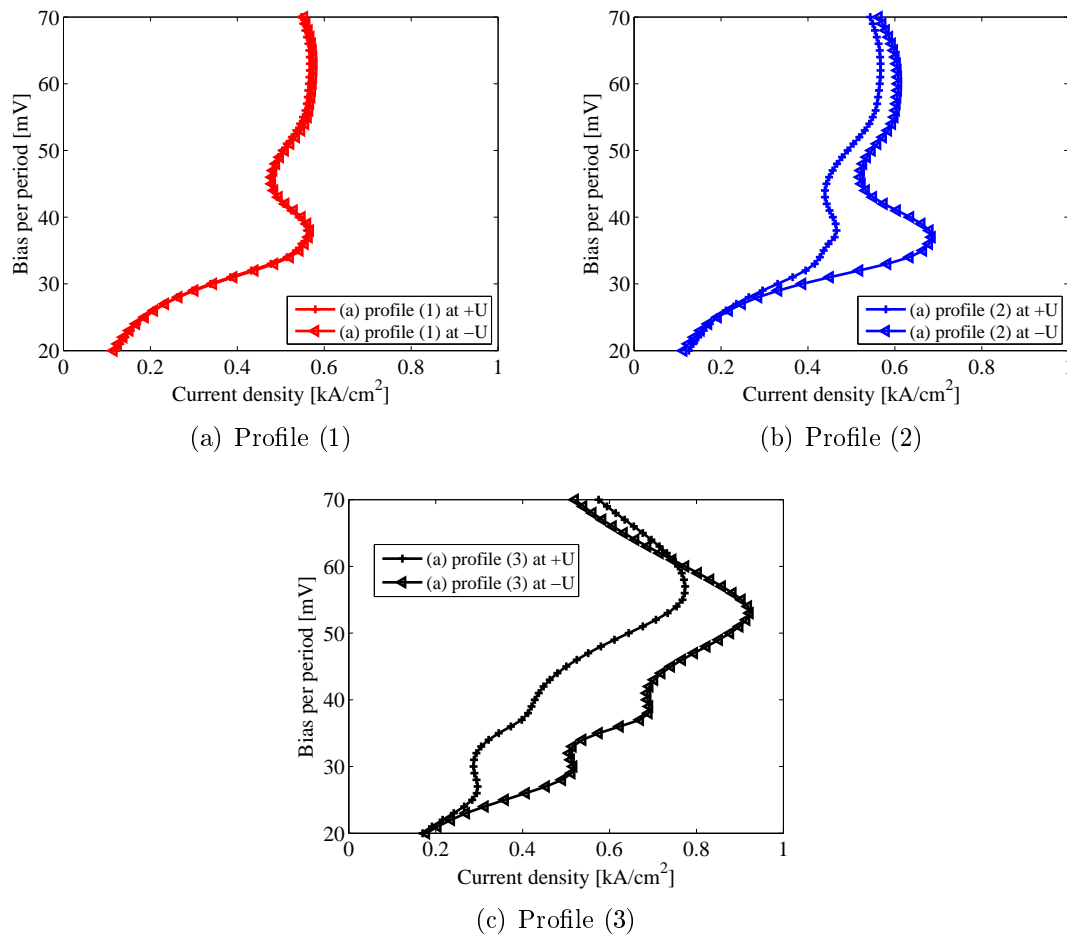 70
60
50
40
30
20
Bias per period [mV]
(a) profile (1) at +U
(a) profile (1) at −U
0 0.2 0.4 0.6 0.8 1
Current density [kA/cm²]
(a) Profile (1)
70
60
50
40
30
20
Bias per period [mV]
(a) profile (2) at +U
(a) profile (2) at −U
0 0.2 0.4 0.6 0.8 1
Current density [kA/cm²]
(b) Profile (2)
70
60
50
40
30
20
Bias per period [mV]
(a) profile (3) at +U
(a) profile (3) at −U
0 0.2 0.4 0.6 0.8 1
Current density [kA/cm²]
(c) Profile (3)